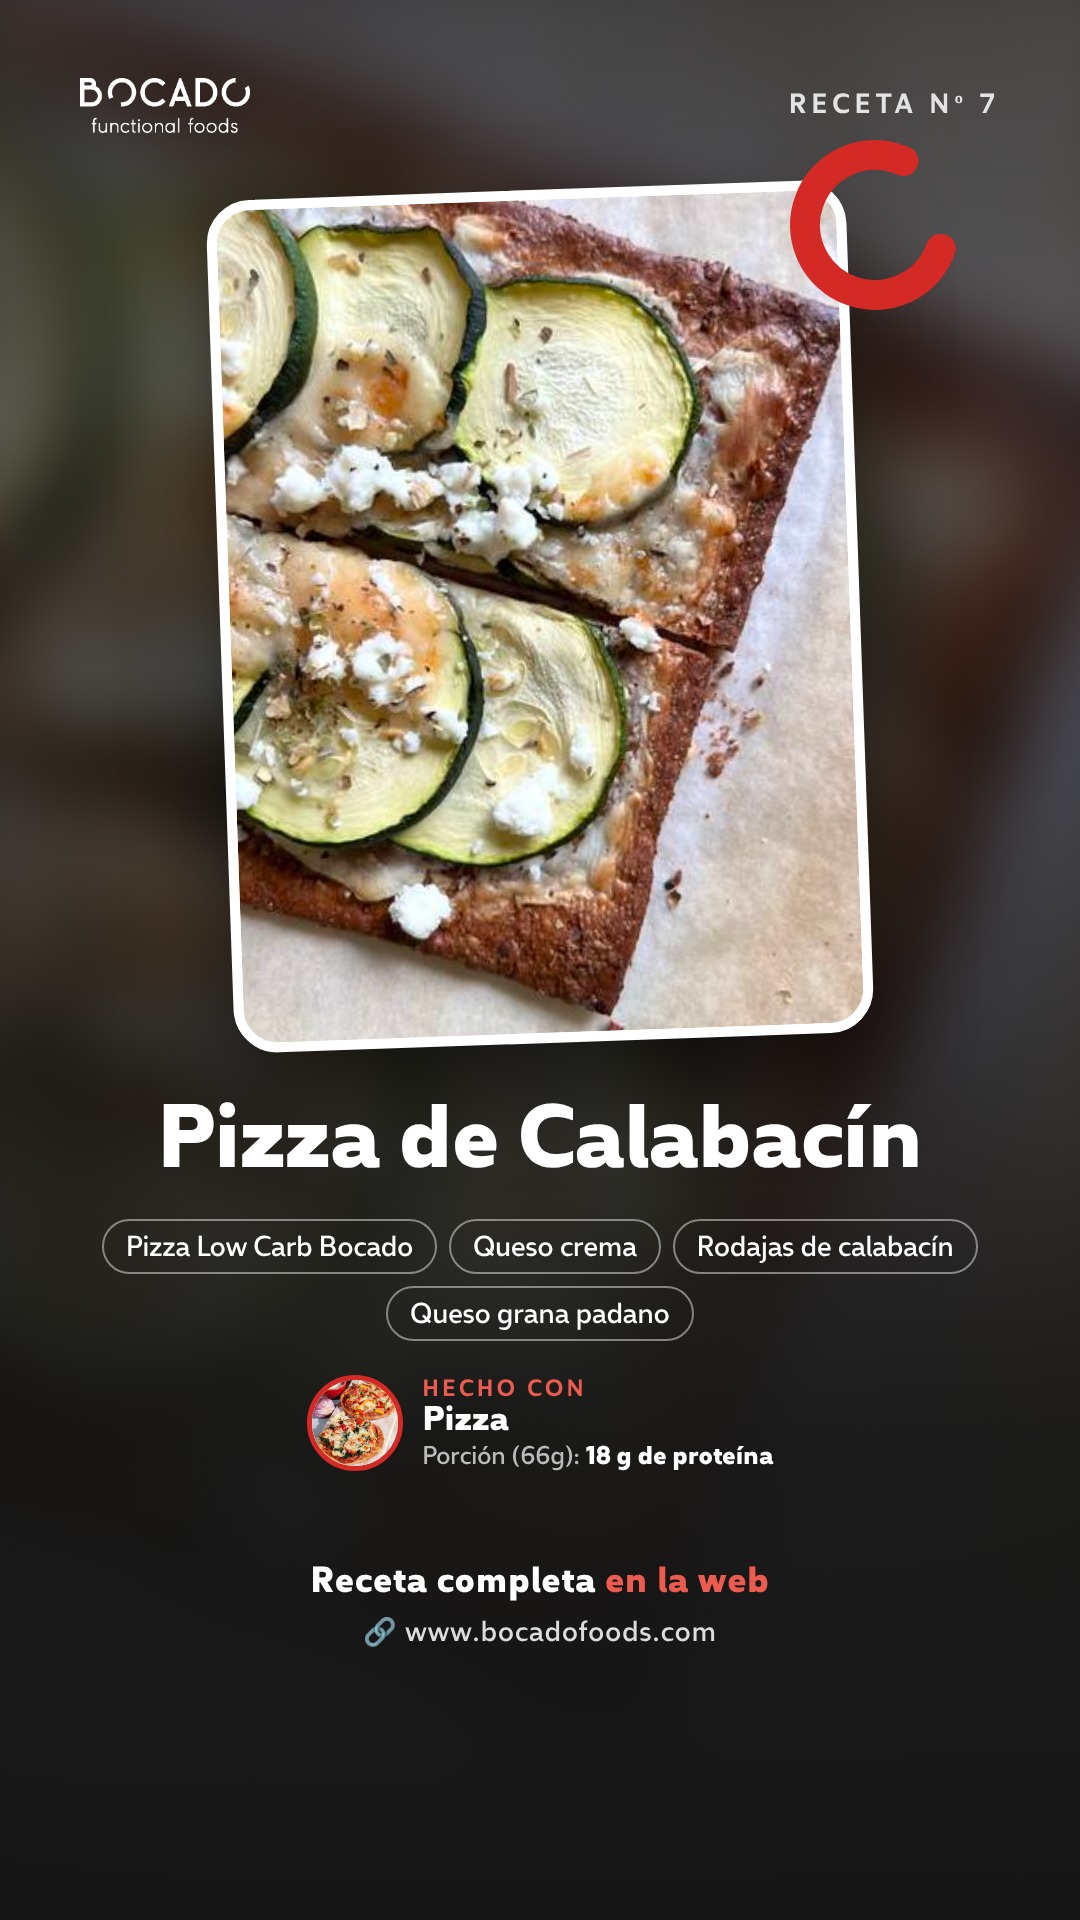 BOCADO
functional foods
RECETA Nº 7
Pizza de Calabacín
Pizza Low Carb Bocado
Queso crema
Rodajas de calabacín
Queso grana padano
HECHO CON
Pizza
Porción (66g): 18 g de proteína
Receta completa en la web
www.bocadofoods.com